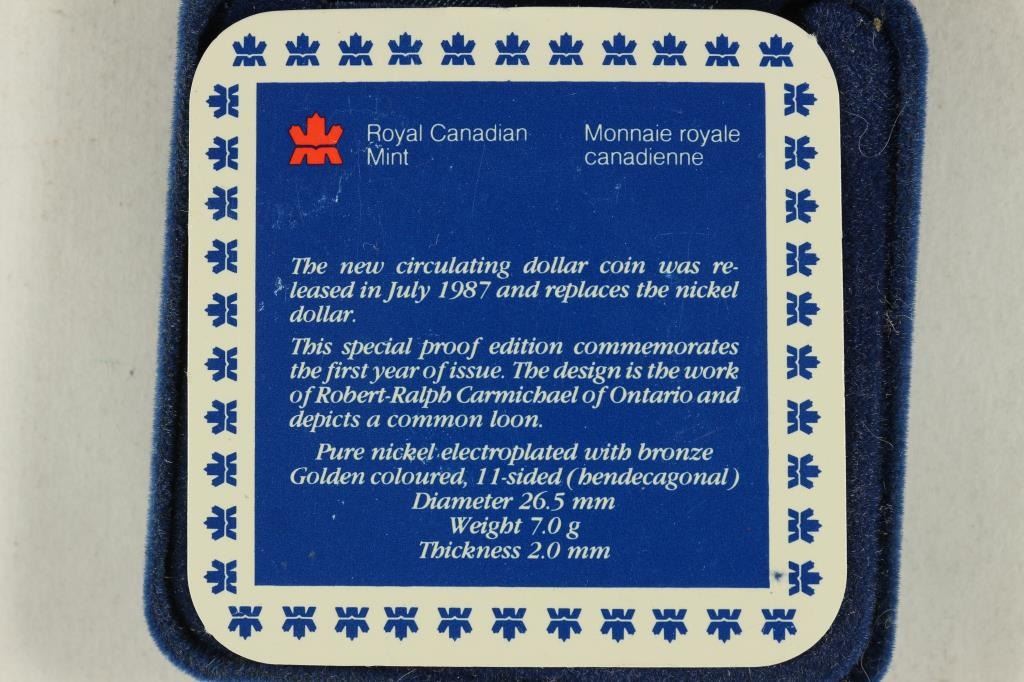 Royal Canadian Mint
Monnaie royale canadienne
The new circulating dollar coin was re-
leased in July 1987 and replaces the nickel
dollar.
This special proof edition commemorates
the first year of issue. The design is the work
of Robert-Ralph Carmichael of Ontario and
depicts a common loon.
Pure nickel electroplated with bronze
Golden coloured, 11-sided (hendecagonal)
Diameter 26.5 mm
Weight 7.0 g
Thickness 2.0 mm